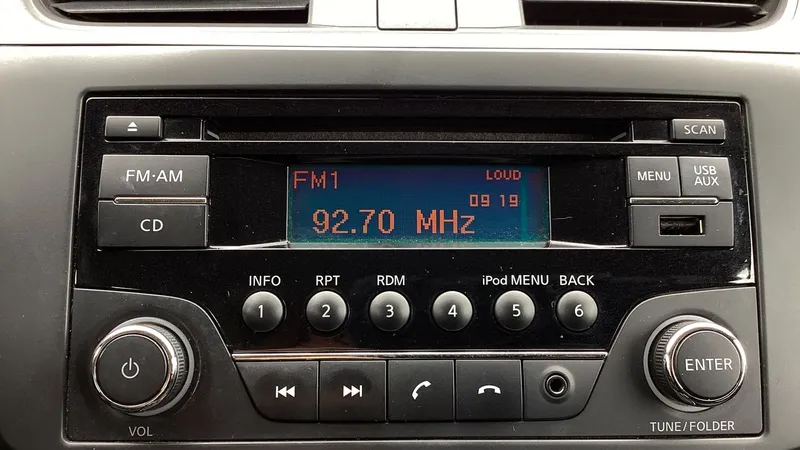 SCAN
FM·AM
CD
FM1 LOUD
09 19
92.70 MHz
MENU
USB
AUX
INFO RPT RDM iPod MENU BACK
1 2 3 4 5 6
ENTER
VOL
TUNE/FOLDER